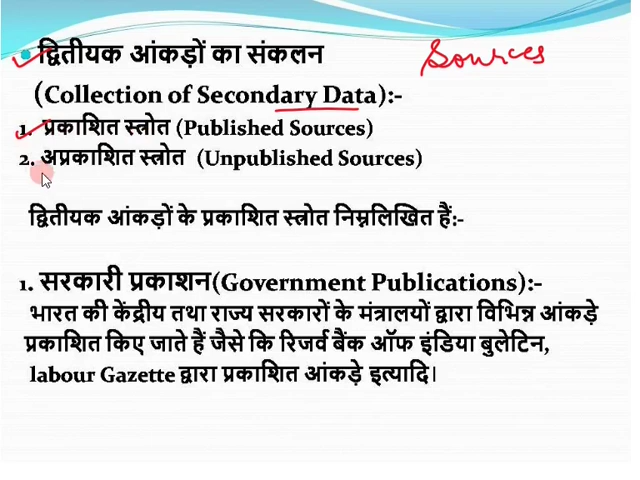 द्वितीयक आंकड़ों का संकलन
Sources
(Collection of Secondary Data):-
1. प्रकाशित स्त्रोत (Published Sources)
2. अप्रकाशित स्त्रोत (Unpublished Sources)
द्वितीयक आंकड़ों के प्रकाशित स्त्रोत निम्नलिखित हैं:-
1. सरकारी प्रकाशन(Government Publications):-
भारत की केंद्रीय तथा राज्य सरकारों के मंत्रालयों द्वारा विभिन्न आंकड़े
प्रकाशित किए जाते हैं जैसे कि रिजर्व बैंक ऑफ इंडिया बुलेटिन,
labour Gazette द्वारा प्रकाशित आंकड़े इत्यादि।